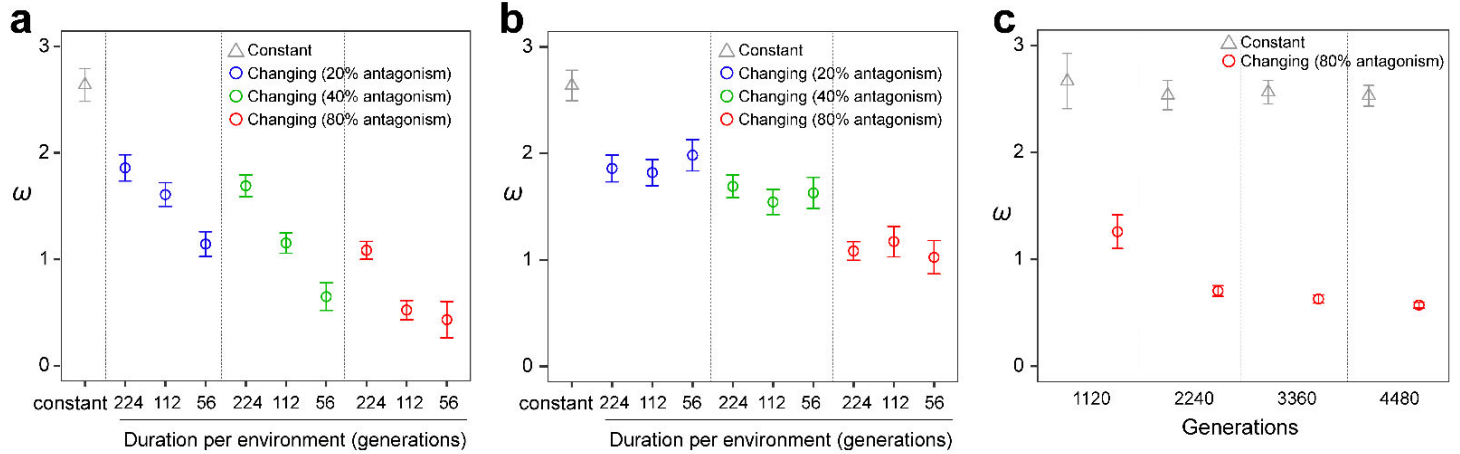 a
3
2
1
0
ω
Constant
Changing (20% antagonism)
Changing (40% antagonism)
Changing (80% antagonism)
constant 224 112 56 224 112 56 224 112 56
Duration per environment (generations)
b
3
2
1
0
ω
Constant
Changing (20% antagonism)
Changing (40% antagonism)
Changing (80% antagonism)
constant 224 112 56 224 112 56 224 112 56
Duration per environment (generations)
c
3
2
1
0
ω
Constant
Changing (80% antagonism)
1120 2240 3360 4480
Generations